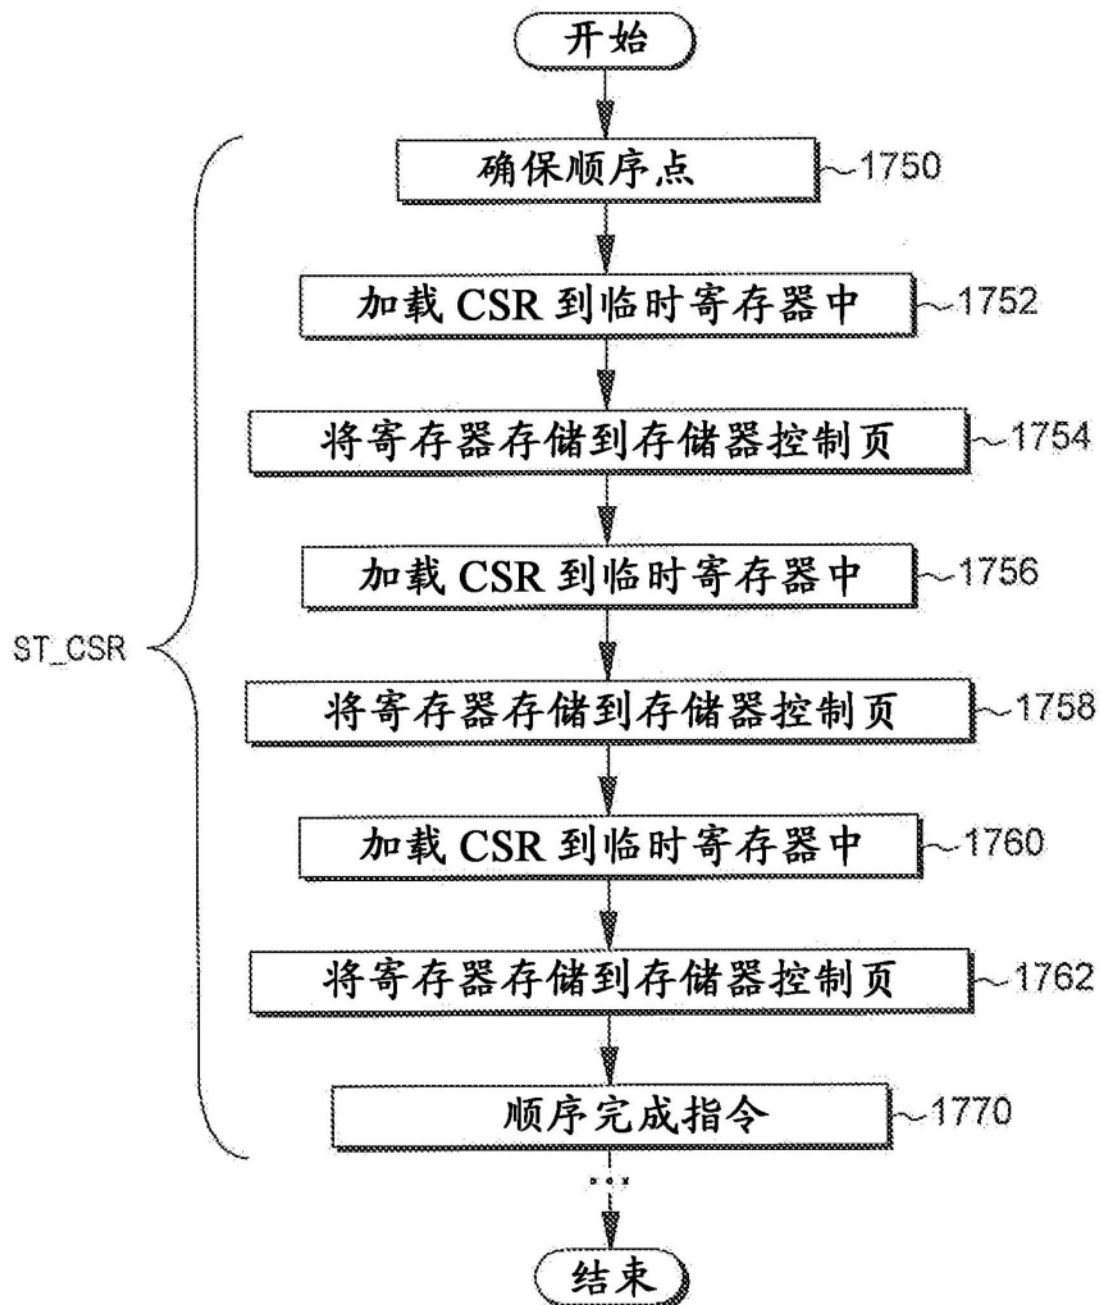 开始
确保顺序点
1750
加载 CSR 到临时寄存器中
1752
将寄存器存储到存储器控制页
1754
加载 CSR 到临时寄存器中
1756
ST_CSR
将寄存器存储到存储器控制页
1758
加载 CSR 到临时寄存器中
1760
将寄存器存储到存储器控制页
1762
顺序完成指令
1770
...
结束